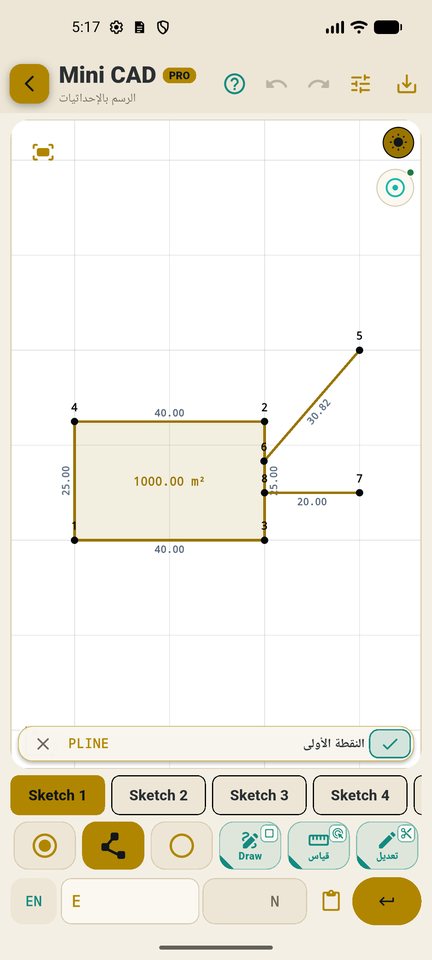 5:17
Mini CAD PRO
الرسم بالإحداثيات
5
4
40.00
2
30.82
6
25.00
1000.00 m²
8
25.00
7
20.00
1
3
40.00
PLINE
النقطة الأولى
Sketch 1
Sketch 2
Sketch 3
Sketch 4
Draw
قياس
تعديل
EN
E
N